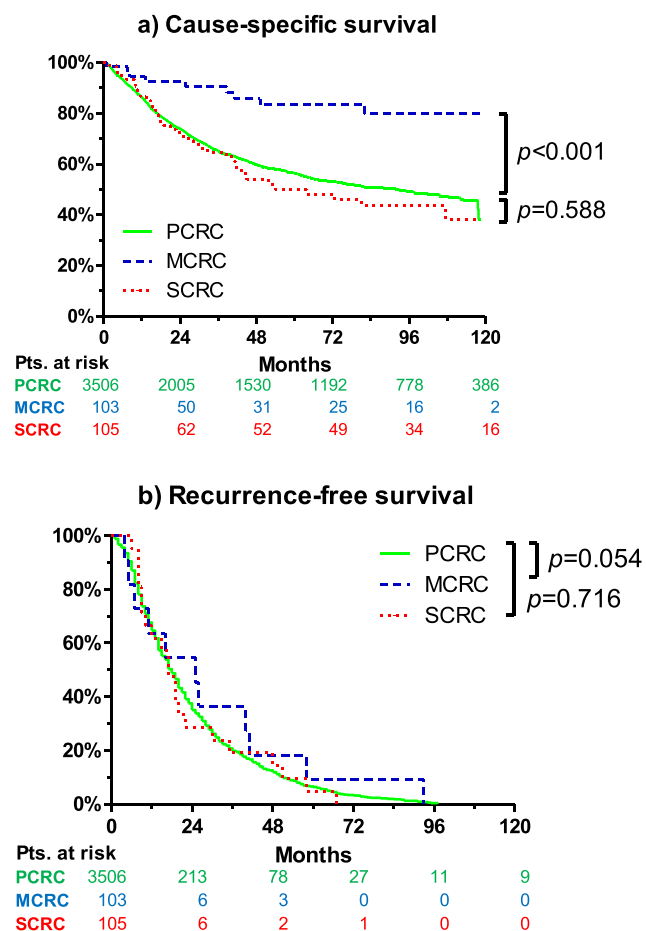 a) Cause-specific survival
100%
80%
60%
40%
20%
0%
p<0.001
p=0.588
PCRC
MCRC
SCRC
0 24 48 72 96 120
Pts. at risk Months
PCRC 3506 2005 1530 1192 778 386
MCRC 103 50 31 25 16 2
SCRC 105 62 52 49 34 16
b) Recurrence-free survival
100%
80%
60%
40%
20%
0%
PCRC
MCRC
SCRC
p=0.054
p=0.716
0 24 48 72 96 120
Pts. at risk Months
PCRC 3506 213 78 27 11 9
MCRC 103 6 3 0 0 0
SCRC 105 6 2 1 0 0